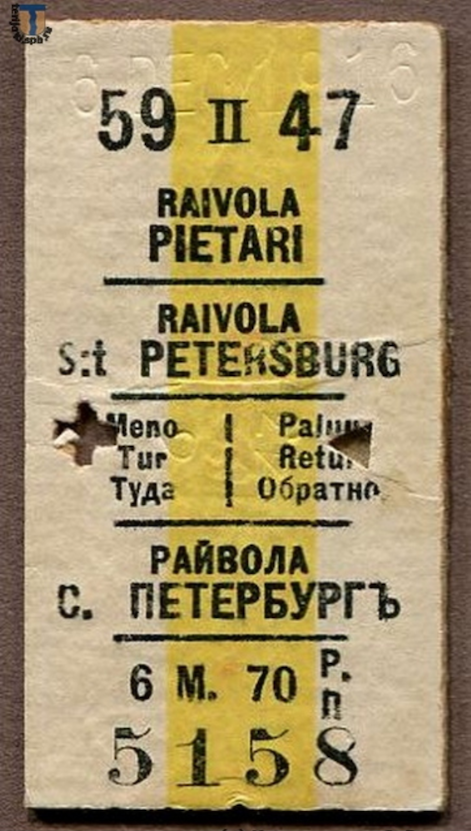 59 II 47
RAIVOLA
PIETARI
RAIVOLA
S:t PETERSBURG
Meno | Paluu
Tur | Retur
Туда | Обратно
РАЙВОЛА
С. ПЕТЕРБУРГЪ
6 М. 70 Р.П
5158